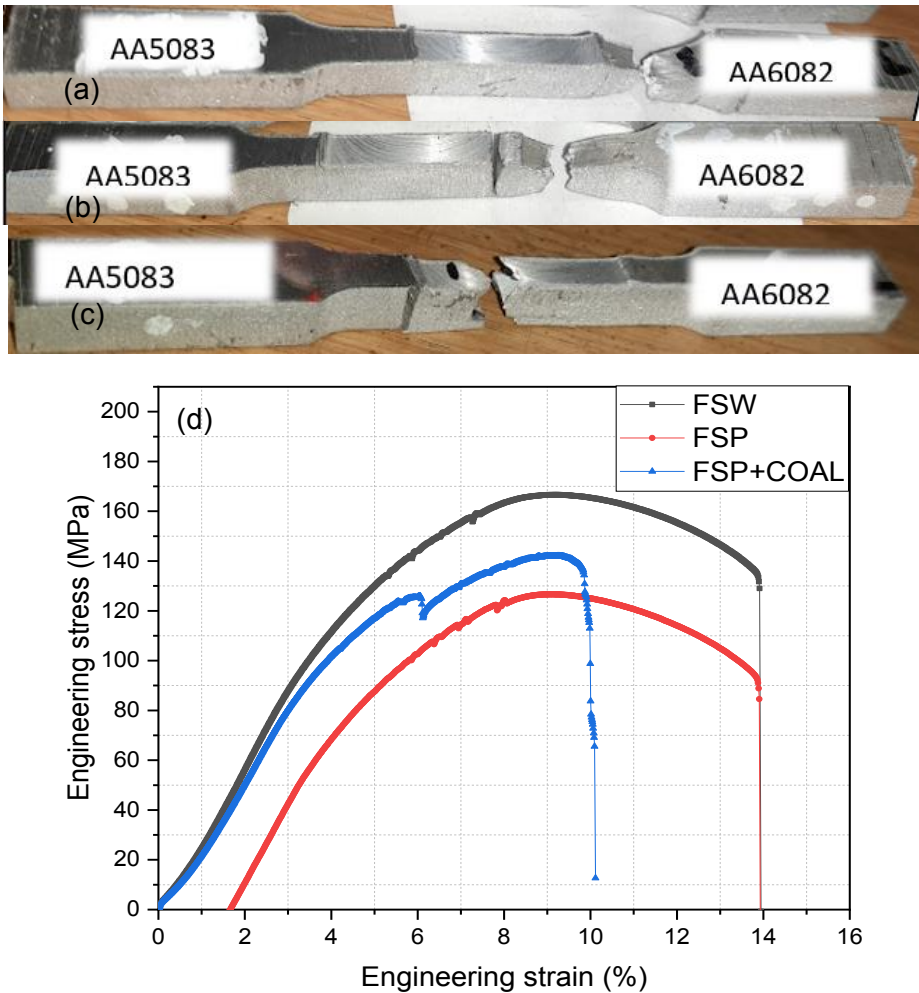 AA5083
AA6082
(a)
AA5083
AA6082
(b)
AA5083
AA6082
(c)
(d)
FSW
FSP
FSP+COAL
200
180
160
140
120
100
80
60
40
20
0
Engineering stress (MPa)
0 2 4 6 8 10 12 14 16
Engineering strain (%)